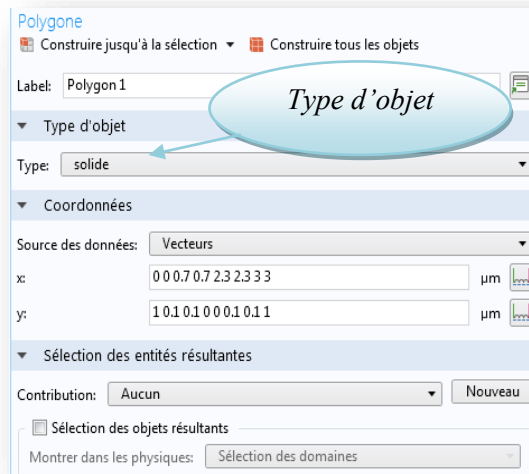 Polygone
Construire jusqu'à la sélection Construire tous les objets
Label: Polygon 1
Type d'objet
Type d'objet
Type: solide
Coordonnées
Source des données: Vecteurs
x: 0 0 0.7 0.7 2.3 2.3 3 3 µm
y: 1 0.1 0.1 0 0 0.1 0.1 1 µm
Sélection des entités résultantes
Contribution: Aucun Nouveau
Sélection des objets résultants
Montrer dans les physiques: Sélection des domaines